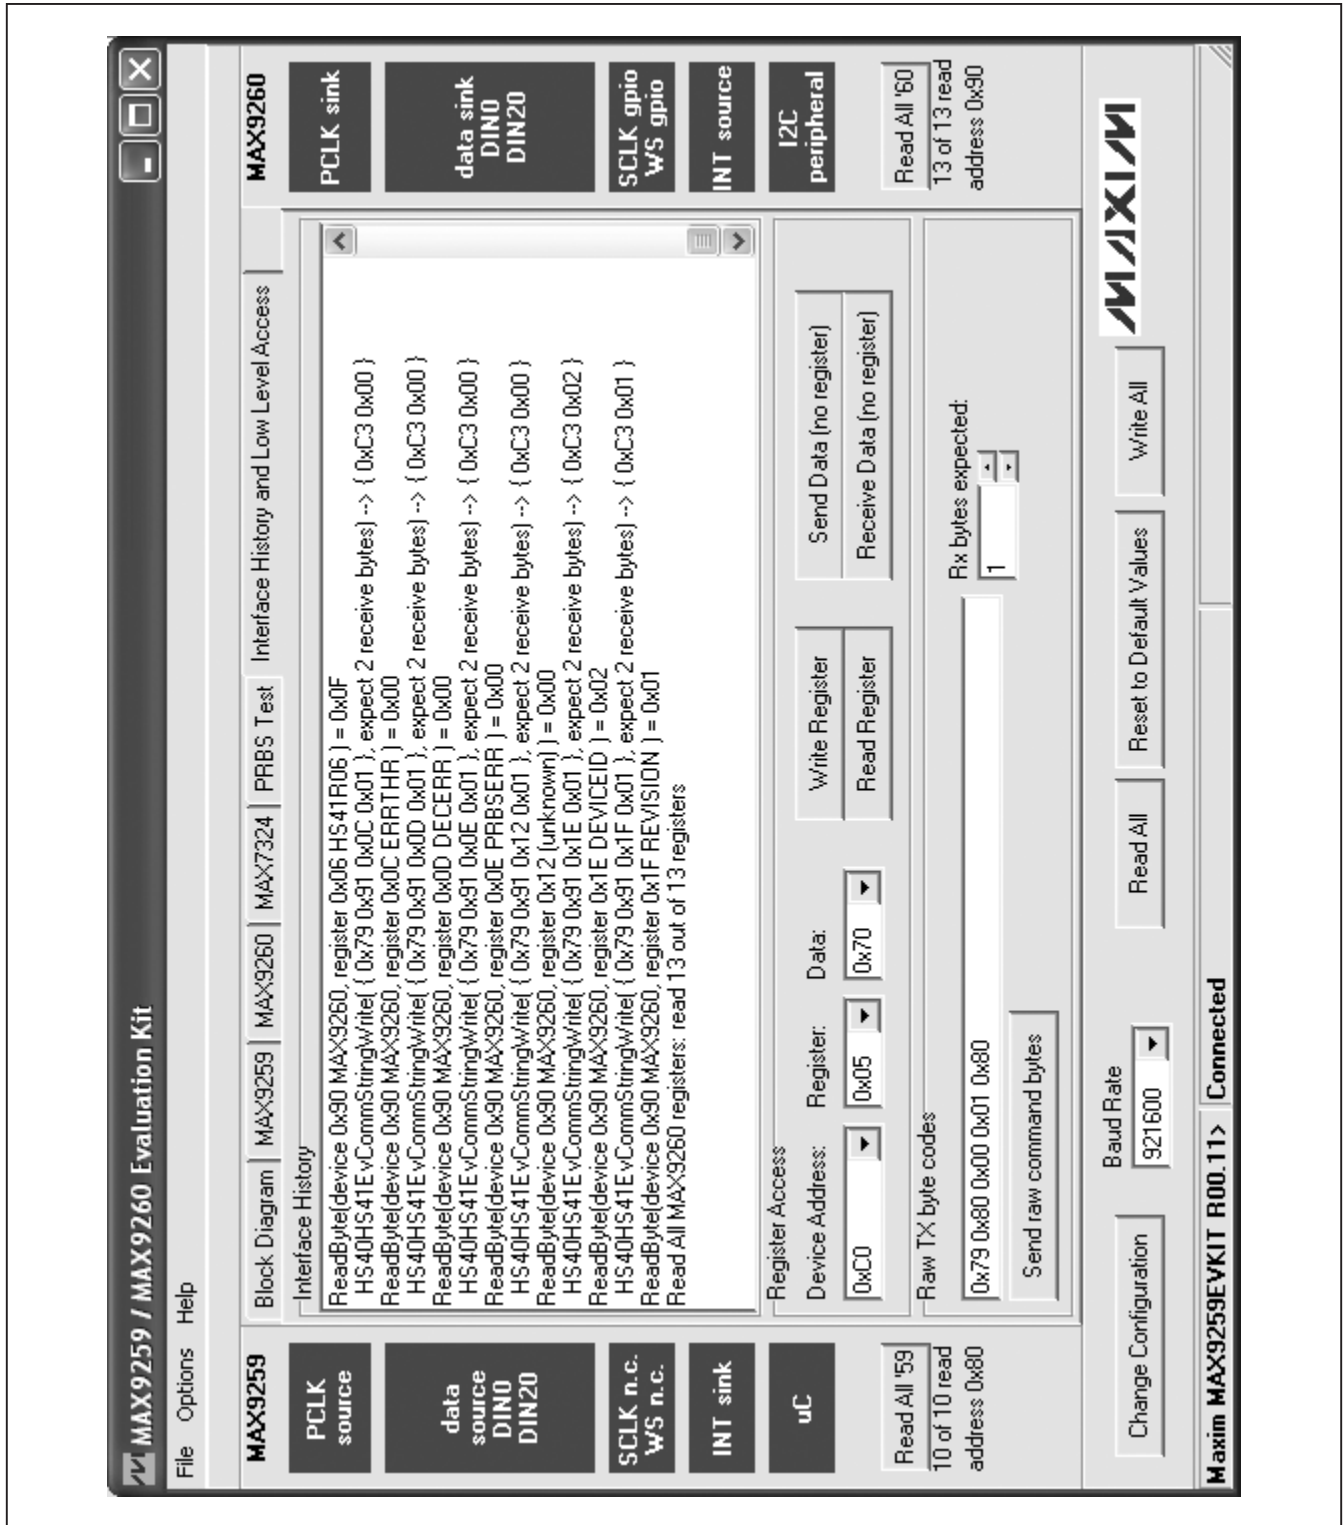 MAX9259 / MAX9260 Evaluation Kit
File Options Help
MAX9259
PCLK
source
data
source
DIN0
DIN20
SCLK n.c.
WS n.c.
INT sink
uC
Read All '59
10 of 10 read
address 0x80
Block Diagram MAX9259 MAX9260 MAX7324 PRBS Test Interface History and Low Level Access
Interface History
ReadByte(device 0x90 MAX9260, register 0x06 HS41R06 ) = 0x0F
HS40HS41EvCommStringWrite( { 0x79 0x91 0x0C 0x01 }, expect 2 receive bytes) --> { 0xC3 0x00 }
ReadByte(device 0x90 MAX9260, register 0x0C ERRTHR ) = 0x00
HS40HS41EvCommStringWrite( { 0x79 0x91 0x0D 0x01 }, expect 2 receive bytes) --> { 0xC3 0x00 }
ReadByte(device 0x90 MAX9260, register 0x0D DECERR ) = 0x00
HS40HS41EvCommStringWrite( { 0x79 0x91 0x0E 0x01 }, expect 2 receive bytes) --> { 0xC3 0x00 }
ReadByte(device 0x90 MAX9260, register 0x0E PRBSERR ) = 0x00
HS40HS41EvCommStringWrite( { 0x79 0x91 0x12 0x01 }, expect 2 receive bytes) --> { 0xC3 0x00 }
ReadByte(device 0x90 MAX9260, register 0x12 (unknown) ) = 0x00
HS40HS41EvCommStringWrite( { 0x79 0x91 0x1E 0x01 }, expect 2 receive bytes) --> { 0xC3 0x02 }
ReadByte(device 0x90 MAX9260, register 0x1E DEVICEID ) = 0x02
HS40HS41EvCommStringWrite( { 0x79 0x91 0x1F 0x01 }, expect 2 receive bytes) --> { 0xC3 0x01 }
ReadByte(device 0x90 MAX9260, register 0x1F REVISION ) = 0x01
Read All MAX9260 registers: read 13 out of 13 registers
Register Access
Device Address: Register: Data:
0xC0 0x05 0x70
Write Register
Read Register
Send Data (no register)
Receive Data (no register)
Raw TX byte codes
0x79 0x80 0x00 0x01 0x80
Rx bytes expected:
1
Send raw command bytes
MAX9260
PCLK sink
data sink
DIN0
DIN20
SCLK gpio
WS gpio
INT source
I2C
peripheral
Read All '60
13 of 13 read
address 0x90
Change Configuration
Baud Rate
921600
Read All
Reset to Default Values
Write All
MAXIM
Maxim MAX9259EVKIT R00.11> Connected